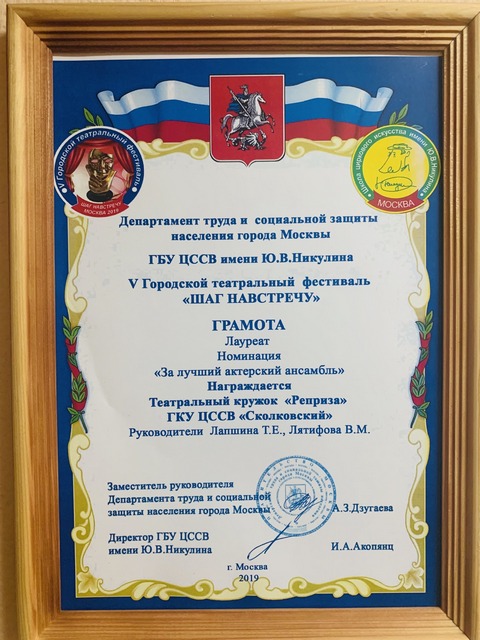 V Городской театральный фестиваль
ШАГ НАВСТРЕЧУ
МОСКВА 2019
Школа циркового искусства имени Ю.В.Никулина
МОСКВА
Департамент труда и социальной защиты
населения города Москвы
ГБУ ЦССВ имени Ю.В.Никулина
V Городской театральный фестиваль
«ШАГ НАВСТРЕЧУ»
ГРАМОТА
Лауреат
Номинация
«За лучший актерский ансамбль»
Награждается
Театральный кружок «Реприза»
ГКУ ЦССВ «Сколковский»
Руководители Лапшина Т.Е., Лятифова В.М.
Заместитель руководителя
Департамента труда и социальной
защиты населения города Москвы
А.З.Дзугаева
Директор ГБУ ЦССВ
имени Ю.В.Никулина
И.А.Акопянц
г. Москва
2019